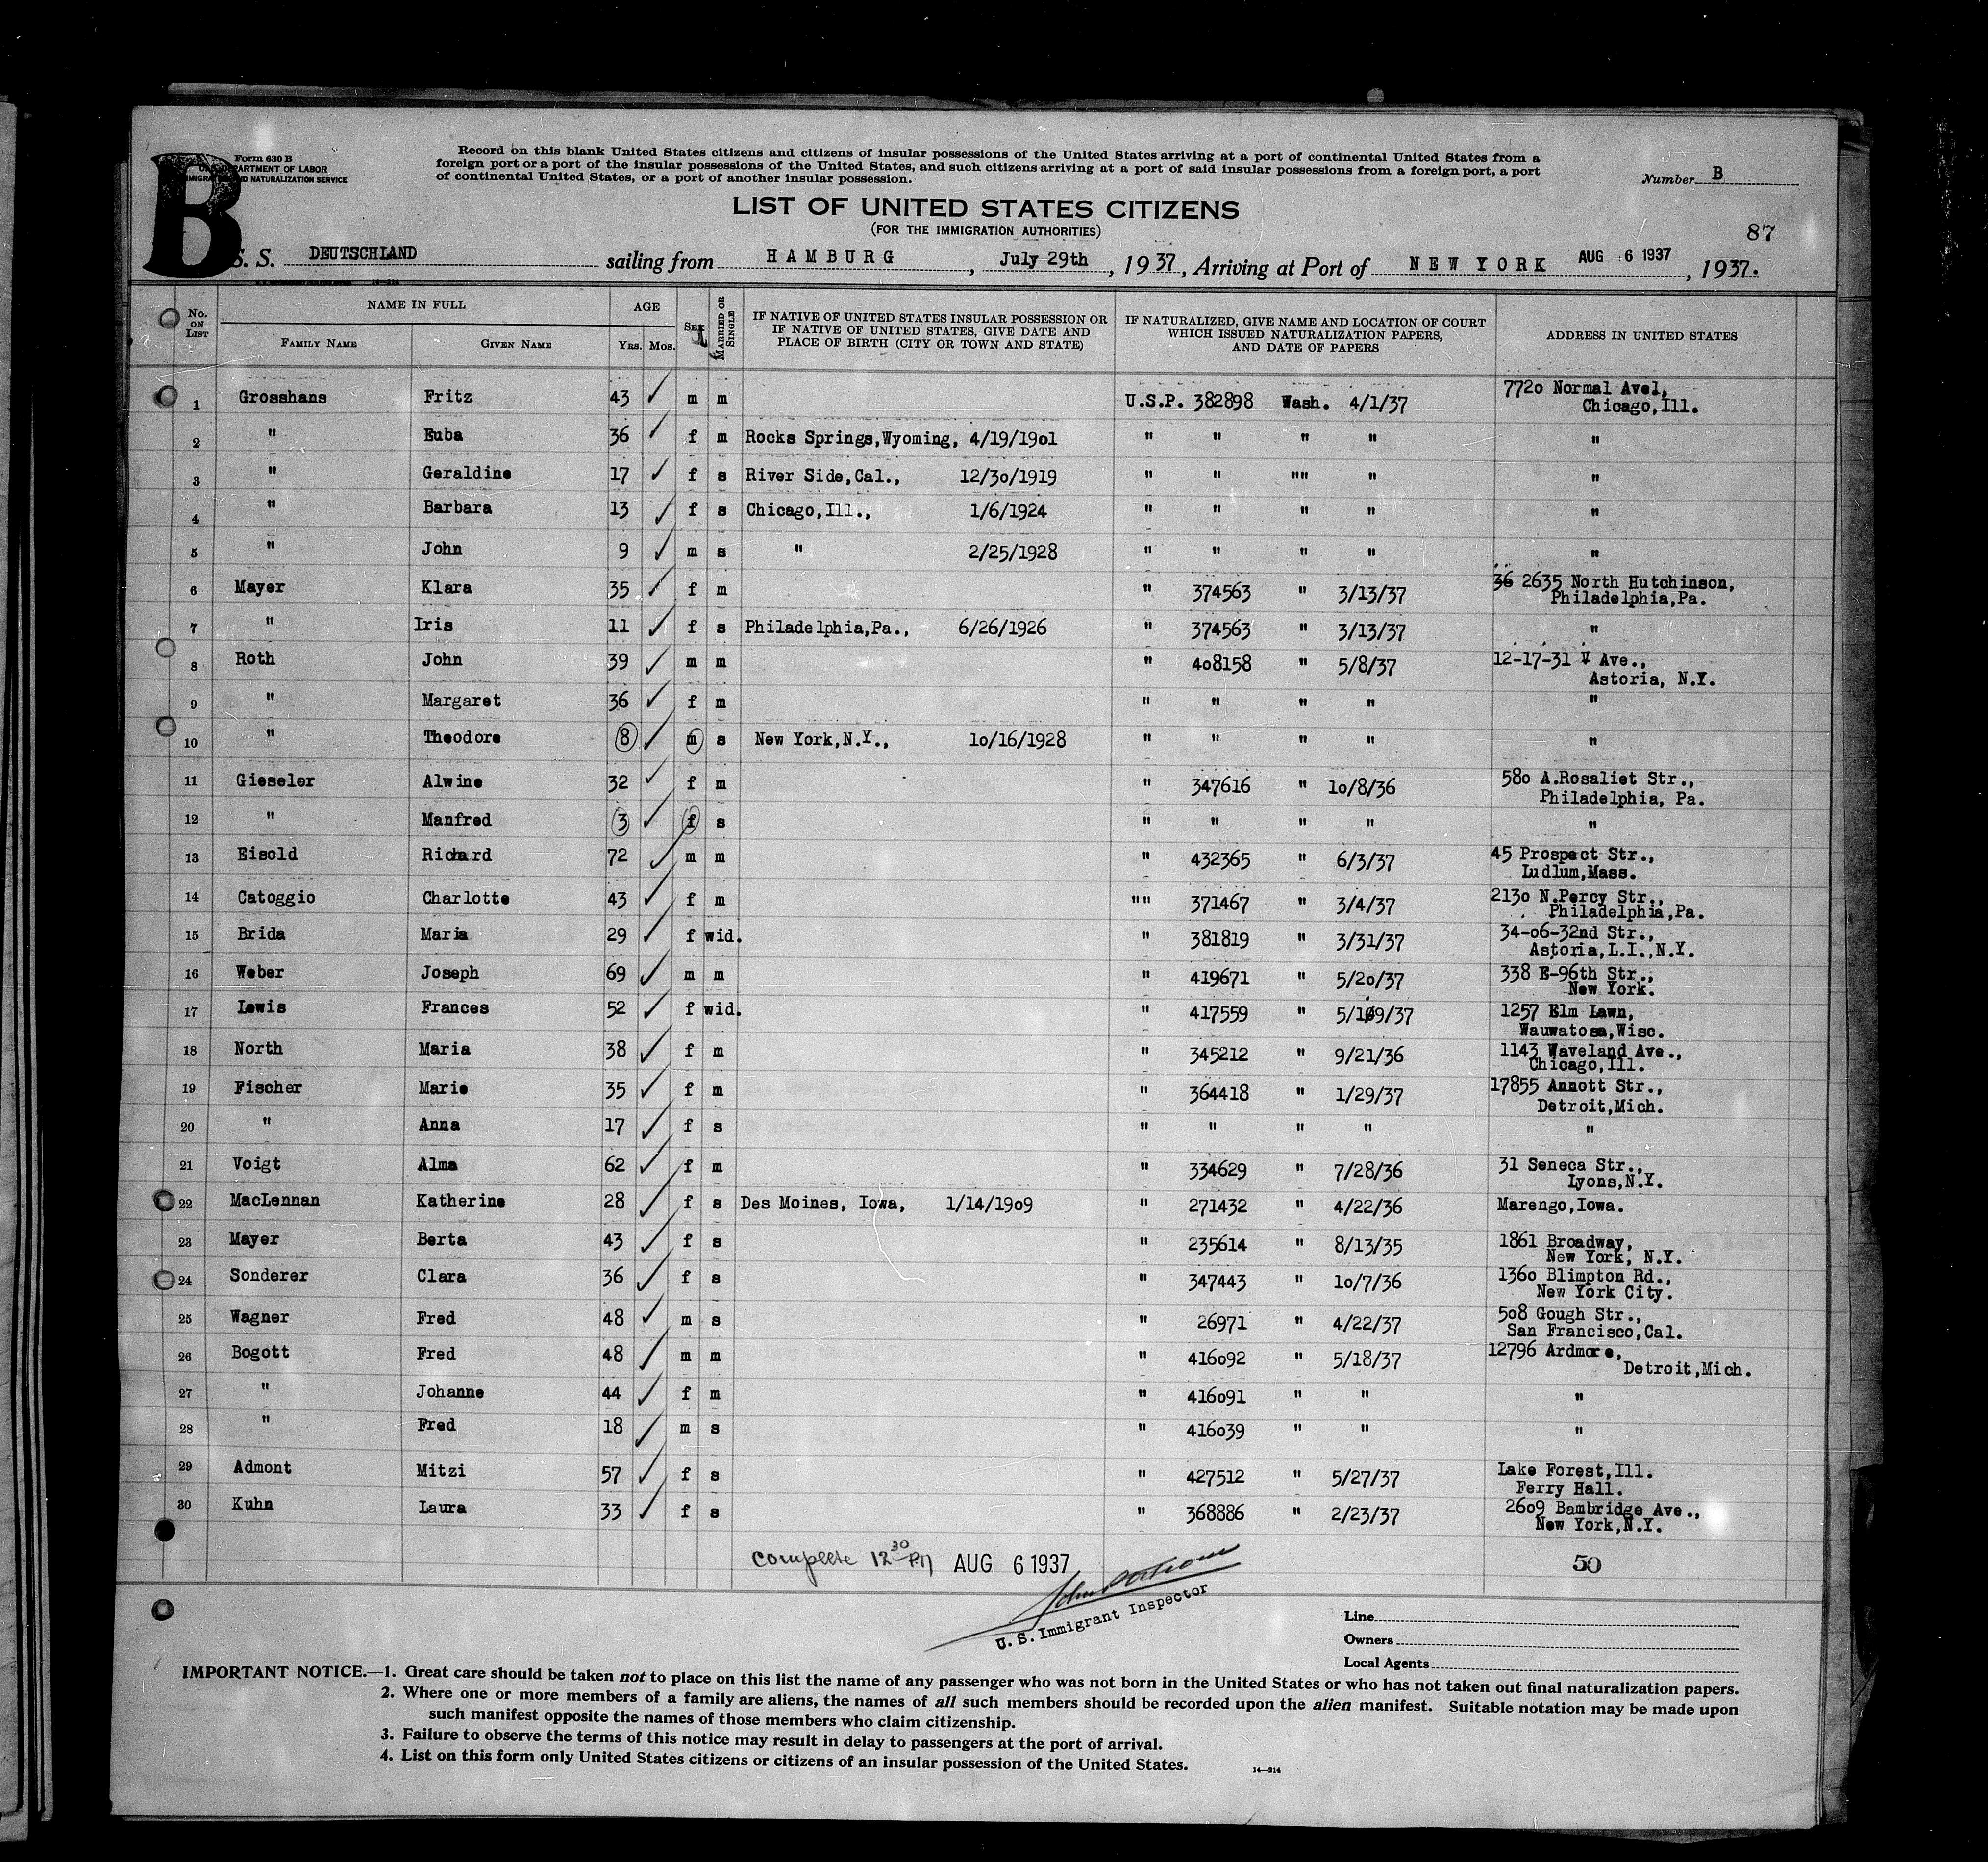 Form 630 B
U. S. DEPARTMENT OF LABOR
IMMIGRATION AND NATURALIZATION SERVICE
B
Record on this blank United States citizens and citizens of insular possessions of the United States arriving at a port of continental United States from a
foreign port or a port of the insular possessions of the United States, and such citizens arriving at a port of said insular possessions from a foreign port, a port
of continental United States, or a port of another insular possession.
Number B
LIST OF UNITED STATES CITIZENS
(FOR THE IMMIGRATION AUTHORITIES)
87
S. S. DEUTSCHLAND sailing from HAMBURG, July 29th, 1937, Arriving at Port of NEW YORK AUG 6 1937, 1937.
No. ON LIST NAME IN FULL FAMILY NAME GIVEN NAME AGE YRS. MOS. SEX MARRIED OR SINGLE IF NATIVE OF UNITED STATES INSULAR POSSESSION OR IF NATIVE OF UNITED STATES, GIVE DATE AND PLACE OF BIRTH (CITY OR TOWN AND STATE) IF NATURALIZED, GIVE NAME AND LOCATION OF COURT WHICH ISSUED NATURALIZATION PAPERS, AND DATE OF PAPERS ADDRESS IN UNITED STATES
1 Grosshans Fritz 43 ✓ m m U.S.P. 382898 Wash. 4/1/37 7720 Normal Avel, Chicago,Ill.
2 " Euba 36 ✓ f m Rocks Springs,Wyoming, 4/19/1901 " " " " "
3 " Geraldine 17 ✓ f s River Side,Cal., 12/30/1919 " " "" " "
4 " Barbara 13 ✓ f s Chicago,Ill., 1/6/1924 " " " " "
5 " John 9 ✓ m s " 2/25/1928 " " " " "
6 Mayer Klara 35 ✓ f m " 374563 " 3/13/37 36 2635 North Hutchinson, Philadelphia,Pa.
7 " Iris 11 ✓ f s Philadelphia,Pa., 6/26/1926 " 374563 " 3/13/37 "
8 Roth John 39 ✓ m m " 408158 " 5/8/37 12-17-31 V Ave., Astoria, N.Y.
9 " Margaret 36 ✓ f m " " " " "
10 " Theodore 8 ✓ m s New York,N.Y., 10/16/1928 " " " " "
11 Gieseler Alwine 32 ✓ f m " 347616 " 10/8/36 580 A.Rosaliet Str., Philadelphia, Pa.
12 " Manfred 3 ✓ f s " " " " "
13 Eisold Richard 72 ✓ m m " 432365 " 6/3/37 45 Prospect Str., Ludlum,Mass.
14 Catoggio Charlotte 43 ✓ f m "" 371467 " 3/4/37 2130 N.Percy Str., Philadelphia,Pa.
15 Brida Maria 29 ✓ f wid. " 381819 " 3/31/37 34-06-32nd Str., Astoria,L.I.,N.Y.
16 Weber Joseph 69 ✓ m m " 419671 " 5/20/37 338 E-96th Str., New York.
17 Lewis Frances 52 ✓ f wid. " 417559 " 5/109/37 1257 Elm Lawn, Wauwatosa,Wisc.
18 North Maria 38 ✓ f m " 345212 " 9/21/36 1143 Waveland Ave., Chicago,Ill.
19 Fischer Marie 35 ✓ f m " 364418 " 1/29/37 17855 Annott Str., Detroit,Mich.
20 " Anna 17 ✓ f s " " " " "
21 Voigt Alma 62 ✓ f m " 334629 " 7/28/36 31 Seneca Str., Lyons,N.Y.
22 MacLennan Katherine 28 ✓ f s Des Moines, Iowa, 1/14/1909 " 271432 " 4/22/36 Marengo,Iowa.
23 Mayer Berta 43 ✓ f s " 235614 " 8/13/35 1861 Broadway, New York, N.Y.
24 Sonderer Clara 36 ✓ f s " 347443 " 10/7/36 1360 Blimpton Rd., New York City.
25 Wagner Fred 48 ✓ m s " 26971 " 4/22/37 508 Gough Str., San Francisco,Cal.
26 Bogott Fred 48 ✓ m m " 416092 " 5/18/37 12796 Ardmore, Detroit,Mich.
27 " Johanne 44 ✓ f m " 416091 " " "
28 " Fred 18 ✓ m s " 416039 " " "
29 Admont Mitzi 57 ✓ f s " 427512 " 5/27/37 Lake Forest,Ill. Ferry Hall.
30 Kuhn Laura 33 ✓ f s " 368886 " 2/23/37 2609 Bambridge Ave., New York,N.Y.
Complete 12 30 PM AUG 6 1937 50
John
U. S. Immigrant Inspector
Line
Owners
Local Agents
IMPORTANT NOTICE.—1. Great care should be taken not to place on this list the name of any passenger who was not born in the United States or who has not taken out final naturalization papers.
2. Where one or more members of a family are aliens, the names of all such members should be recorded upon the alien manifest. Suitable notation may be made upon
such manifest opposite the names of those members who claim citizenship.
3. Failure to observe the terms of this notice may result in delay to passengers at the port of arrival.
4. List on this form only United States citizens or citizens of an insular possession of the United States.
14—214